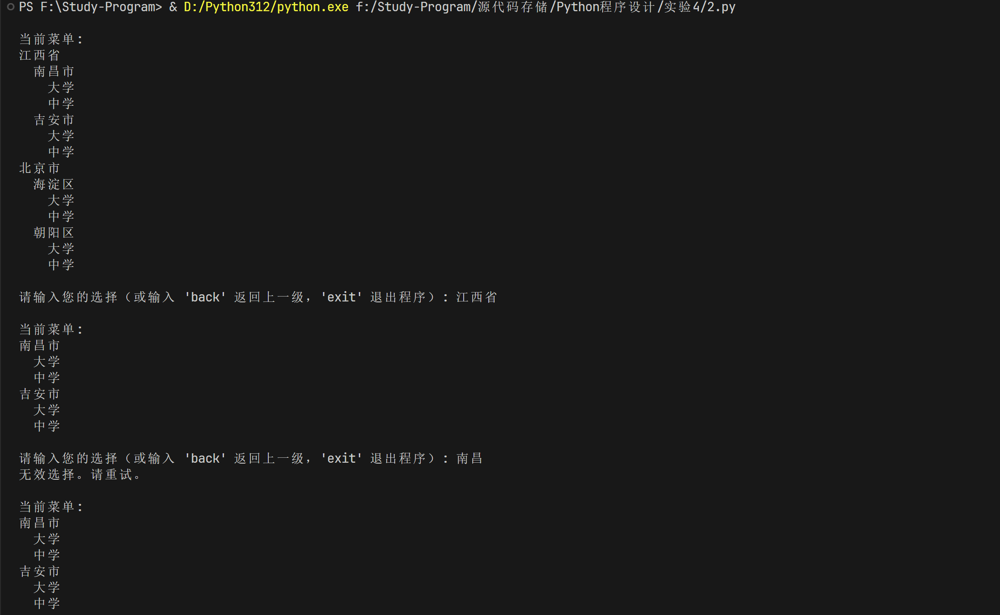 PS F:\Study-Program> & D:/Python312/python.exe f:/Study-Program/源代码存储/Python程序设计/实验4/2.py
当前菜单:
江西省
南昌市
大学
中学
吉安市
大学
中学
北京市
海淀区
大学
中学
朝阳区
大学
中学
请输入您的选择（或输入 'back' 返回上一级，'exit' 退出程序）: 江西省
当前菜单:
南昌市
大学
中学
吉安市
大学
中学
请输入您的选择（或输入 'back' 返回上一级，'exit' 退出程序）: 南昌
无效选择。请重试。
当前菜单:
南昌市
大学
中学
吉安市
大学
中学